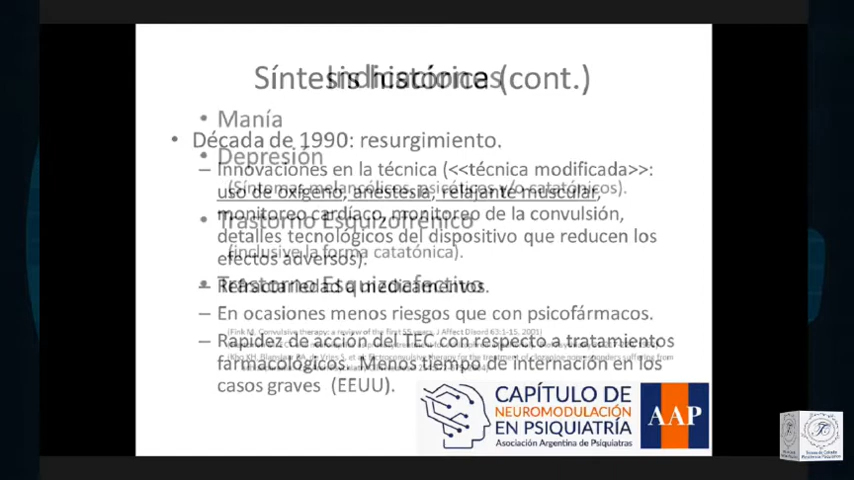 Síntesis histórica (cont.)
Indicaciones
• Manía
• Década de 1990: resurgimiento.
• Depresión
– Innovaciones en la técnica (<<técnica modificada>>:
(Síntomas melancólicos, psicóticos y/o catatónicos).
uso de oxígeno, anestesia, relajante muscular,
monitoreo cardíaco, monitoreo de la convulsión,
• Trastorno Esquizofrénico
detalles tecnológicos del dispositivo que reducen los
(inclusive la forma catatónica).
efectos adversos).
• Trastorno Esquizoafectivo
– Refractariedad a medicamentos.
– En ocasiones menos riesgos que con psicofármacos.
(Fink M. Convulsive therapy: a review of the first 55 years. J Affect Disord 63:1-15, 2001)
– Rapidez de acción del TEC con respecto a tratamientos
farmacológicos. Menos tiempo de internación en los
casos graves (EEUU).
CAPÍTULO DE
NEUROMODULACIÓN
EN PSIQUIATRÍA
Asociación Argentina de Psiquiatras
AAP